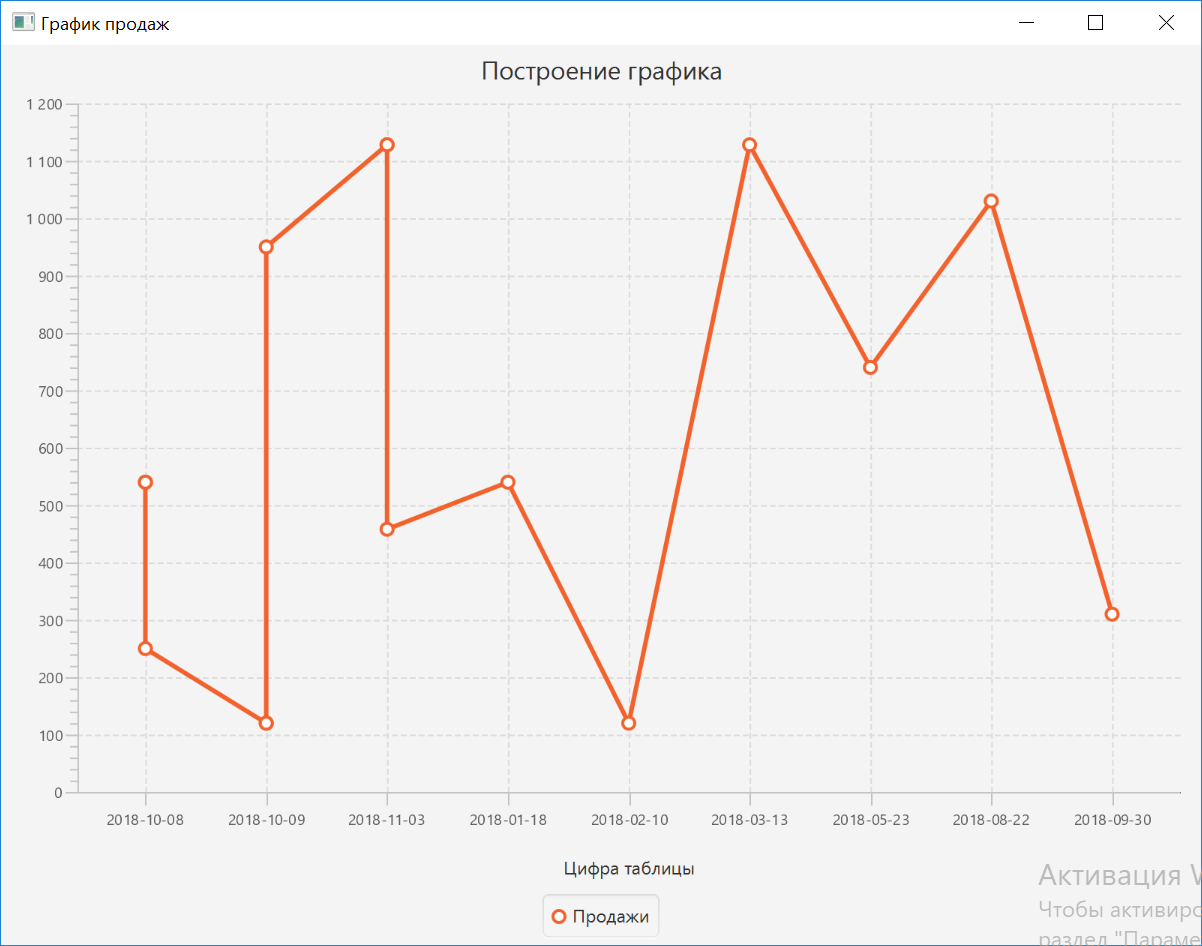 График продаж
Построение графика
1 200
1 100
1 000
900
800
700
600
500
400
300
200
100
0
2018-10-08 2018-10-09 2018-11-03 2018-01-18 2018-02-10 2018-03-13 2018-05-23 2018-08-22 2018-09-30
Цифра таблицы
Продажи
Активация
Чтобы активиро
раздел "Параме